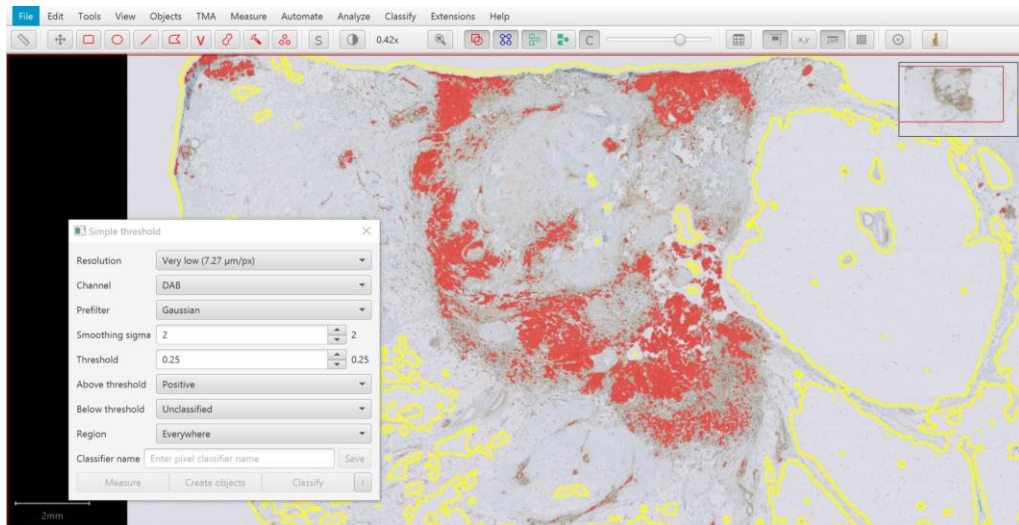 File Edit Tools View Objects TMA Measure Automate Analyze Classify Extensions Help
V S 0.42x C x,y
Simple threshold
Resolution Very low (7.27 µm/px)
Channel DAB
Prefilter Gaussian
Smoothing sigma 2 2
Threshold 0.25 0.25
Above threshold Positive
Below threshold Unclassified
Region Everywhere
Classifier name Enter pixel classifier name Save
Measure Create objects Classify
2mm